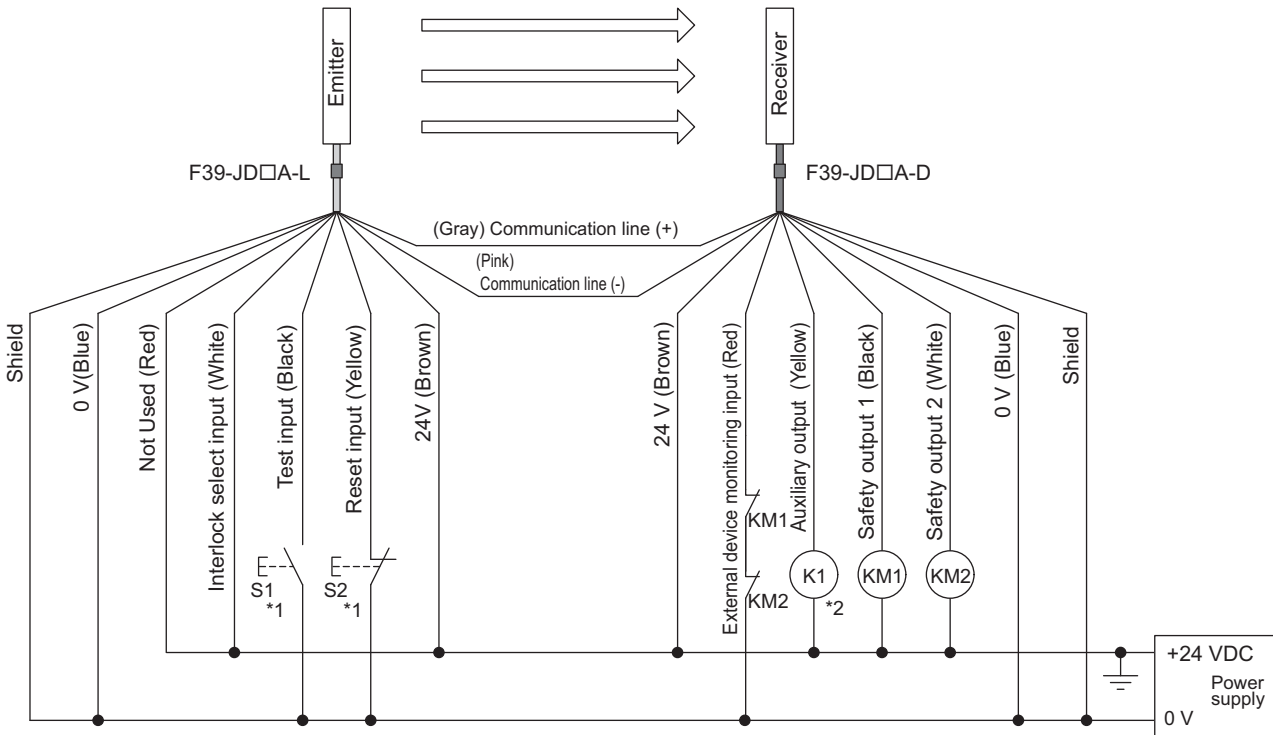 Emitter
Receiver
F39-JD□A-L
F39-JD□A-D
(Gray) Communication line (+)
(Pink)
Communication line (-)
Shield
0 V(Blue)
Not Used (Red)
Interlock select input (White)
Test input (Black)
Reset input (Yellow)
24V (Brown)
24 V (Brown)
External device monitoring input (Red)
Auxiliary output (Yellow)
Safety output 1 (Black)
Safety output 2 (White)
0 V (Blue)
Shield
S1
*1
S2
*1
KM1
KM2
K1
*2
KM1
KM2
+24 VDC
Power
supply
0 V